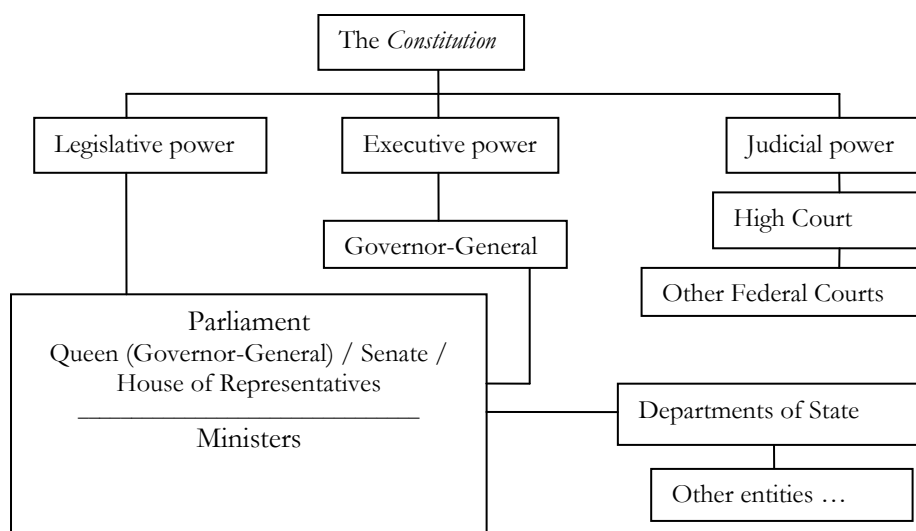 The Constitution
Legislative power
Executive power
Judicial power
High Court
Governor-General
Other Federal Courts
Parliament
Queen (Governor-General) / Senate /
House of Representatives
Ministers
Departments of State
Other entities …